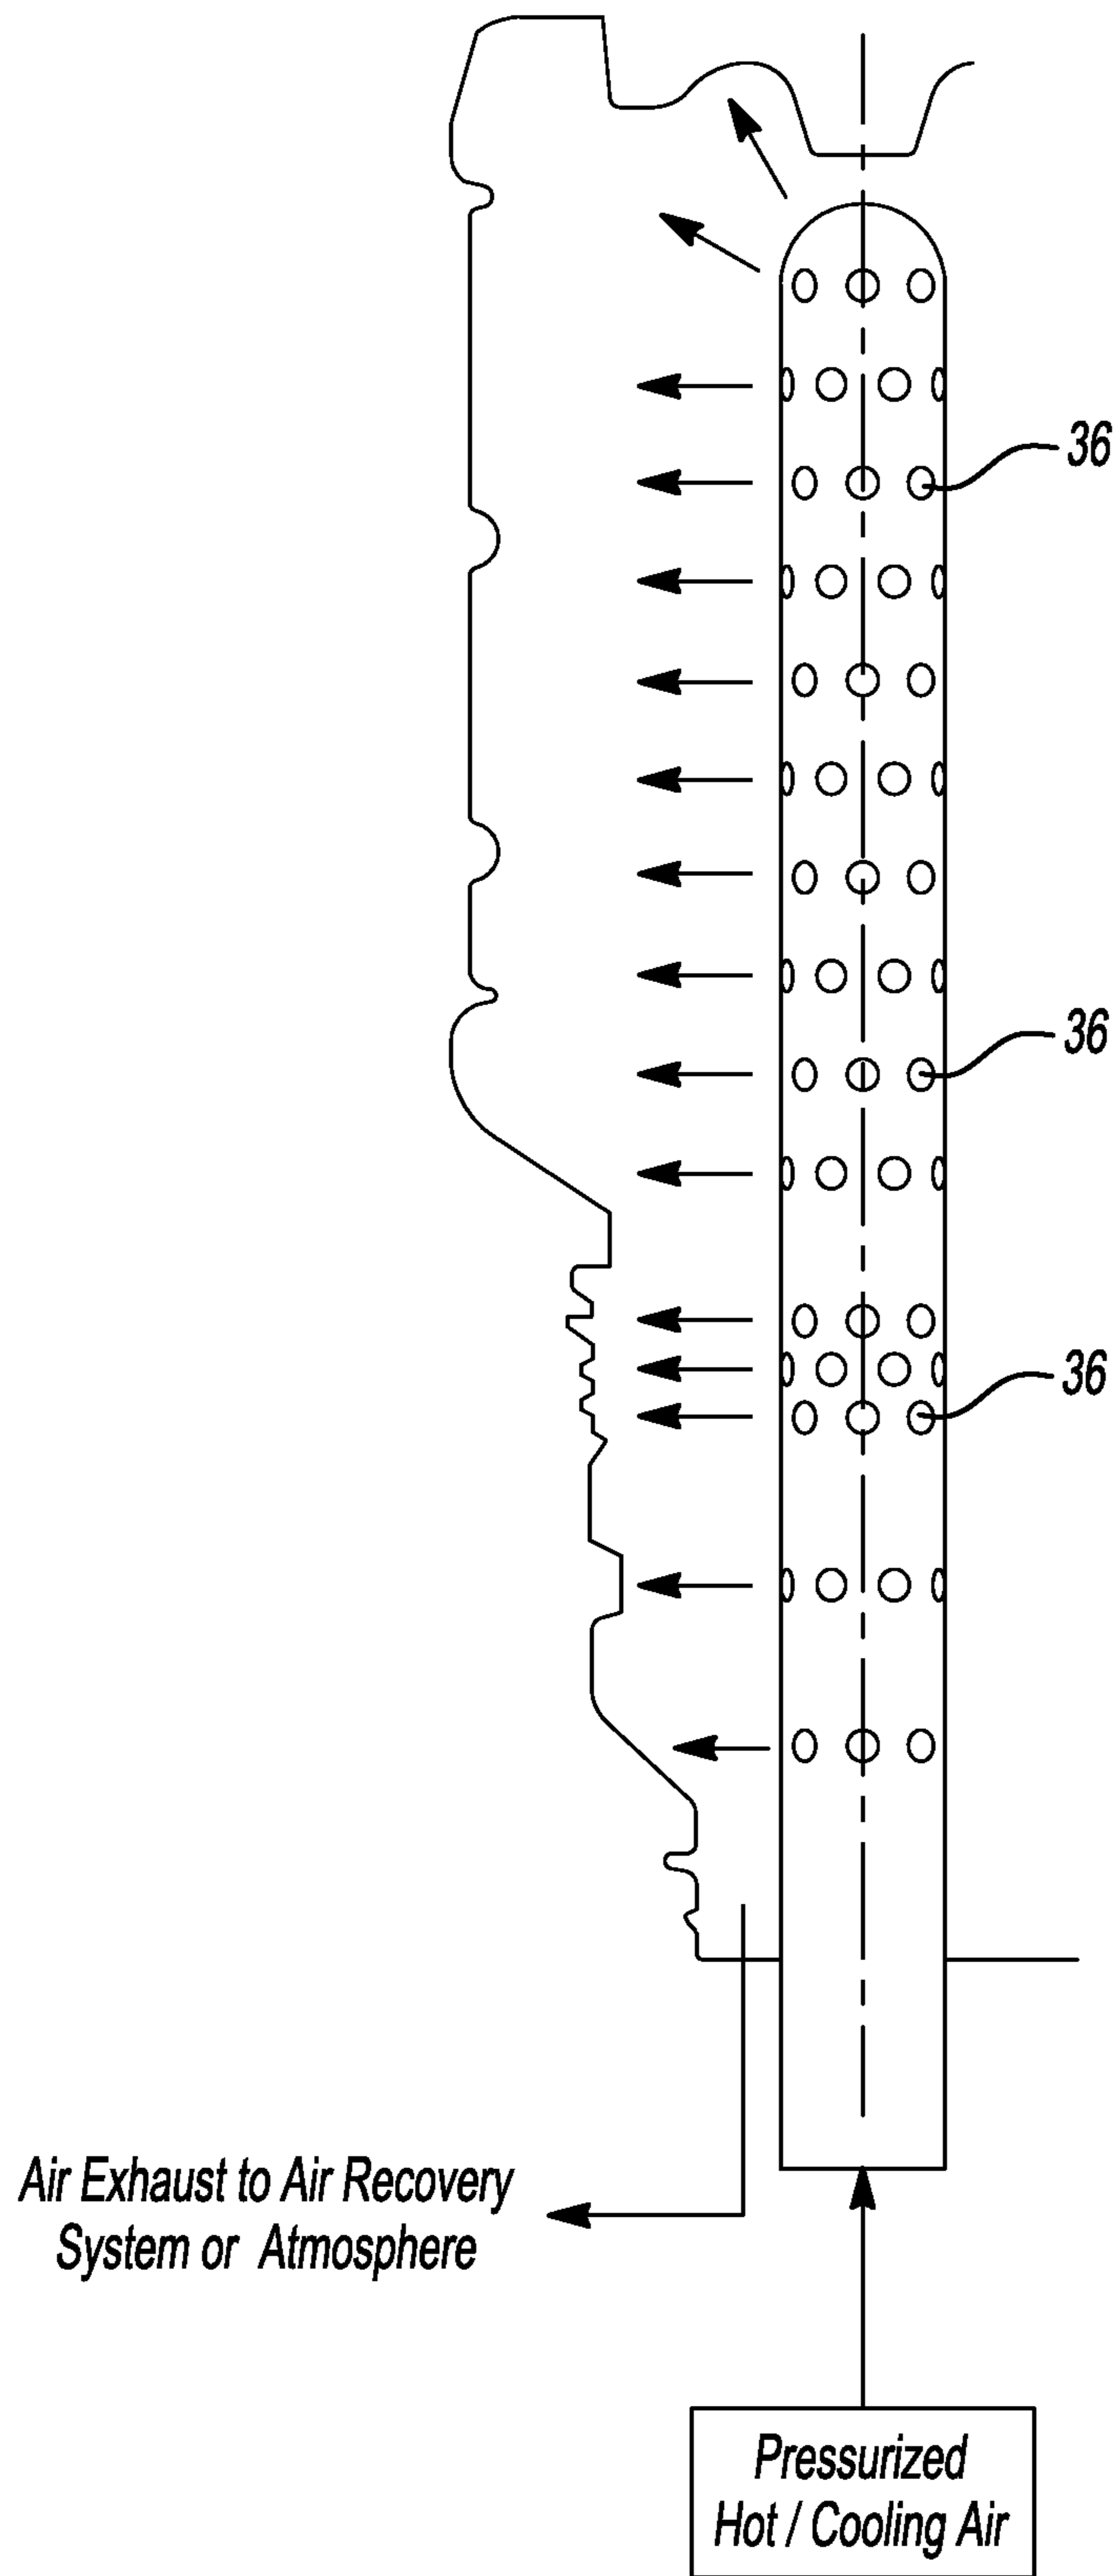 36
36
36
Air Exhaust to Air Recovery
System or Atmosphere
Pressurized
Hot / Cooling Air